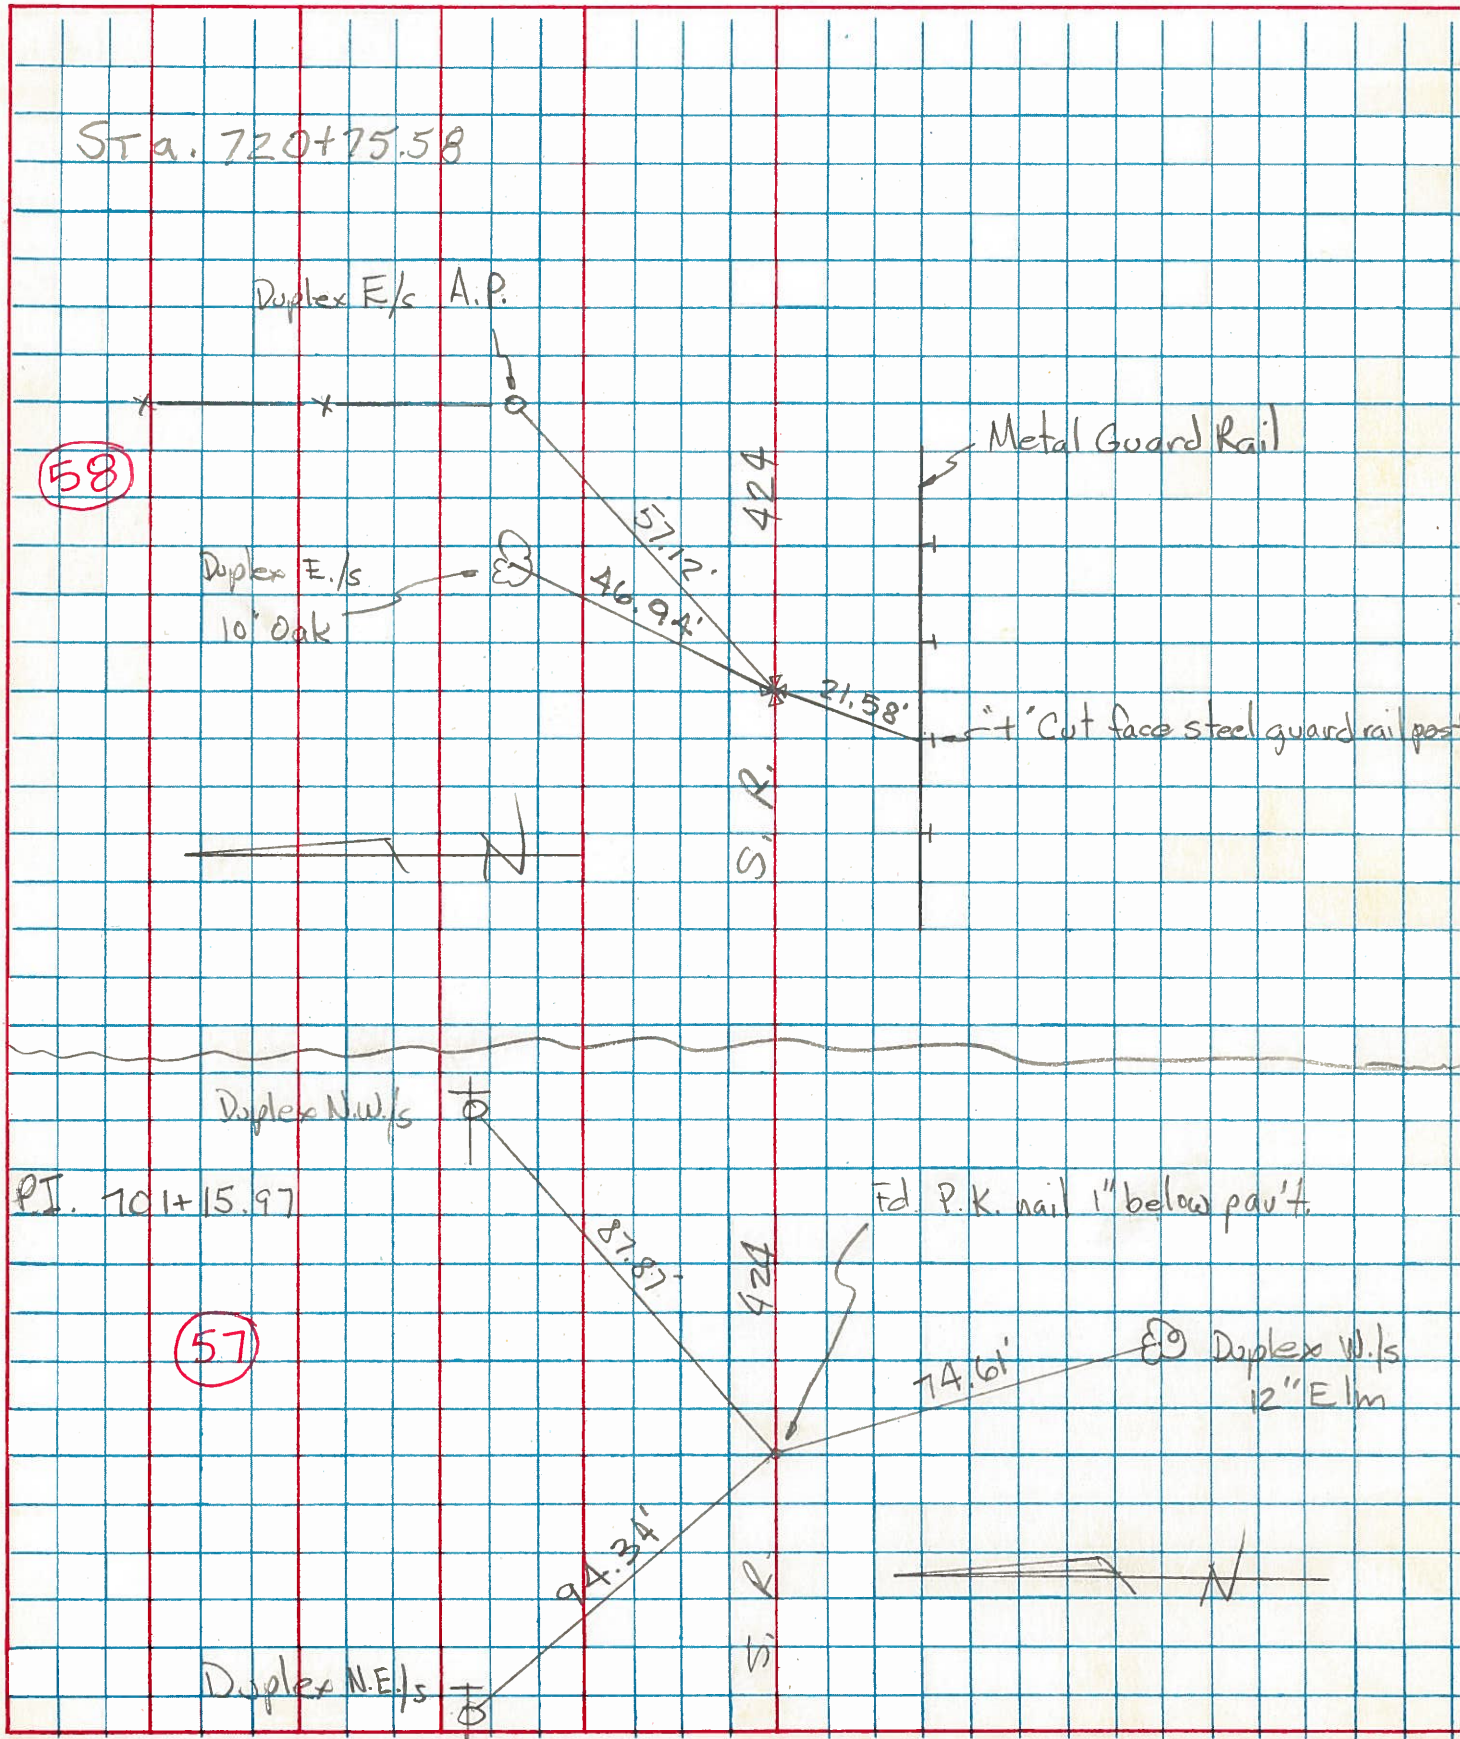 STa. 720+75.58
Duplex E/s A.P.
58
Metal Guard Rail
424
57.12'
Duplex E./s
10" Oak
46.94'
21.58'
"+" Cut face steel guard rail post
S. R.
N
Duplex N.W./s
P.I. 701+15.97
Fd. P.K. nail 1" below pav't.
87.87'
424
57
74.61'
Duplex W./s
12" Elm
94.34'
N
S. R.
Duplex N.E./s